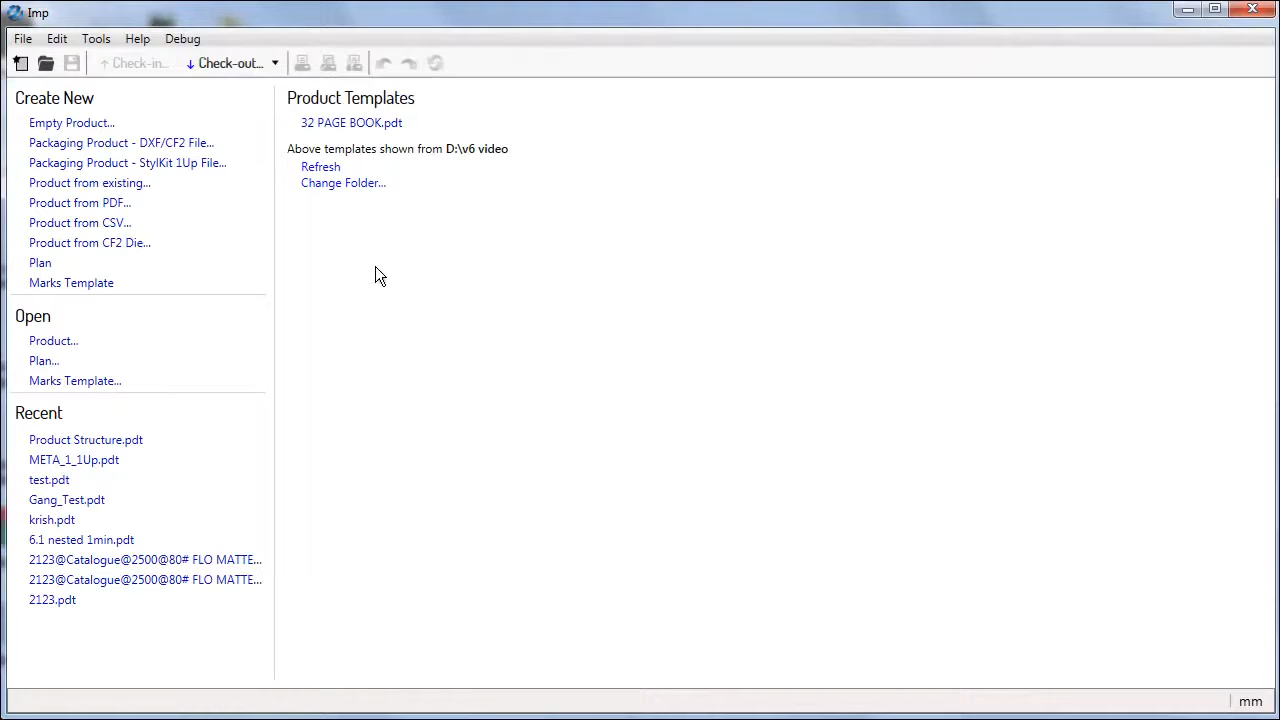 Imp
File Edit Tools Help Debug
Check-in... Check-out...
Create New
Empty Product...
Packaging Product - DXF/CF2 File...
Packaging Product - StylKit 1Up File...
Product from existing...
Product from PDF...
Product from CSV...
Product from CF2 Die...
Plan
Marks Template
Open
Product...
Plan...
Marks Template...
Recent
Product Structure.pdt
META_1_1Up.pdt
test.pdt
Gang_Test.pdt
krish.pdt
6.1 nested 1min.pdt
2123@Catalogue@2500@80# FLO MATTE...
2123@Catalogue@2500@80# FLO MATTE...
2123.pdt
Product Templates
32 PAGE BOOK.pdt
Above templates shown from D:\v6 video
Refresh
Change Folder...
mm